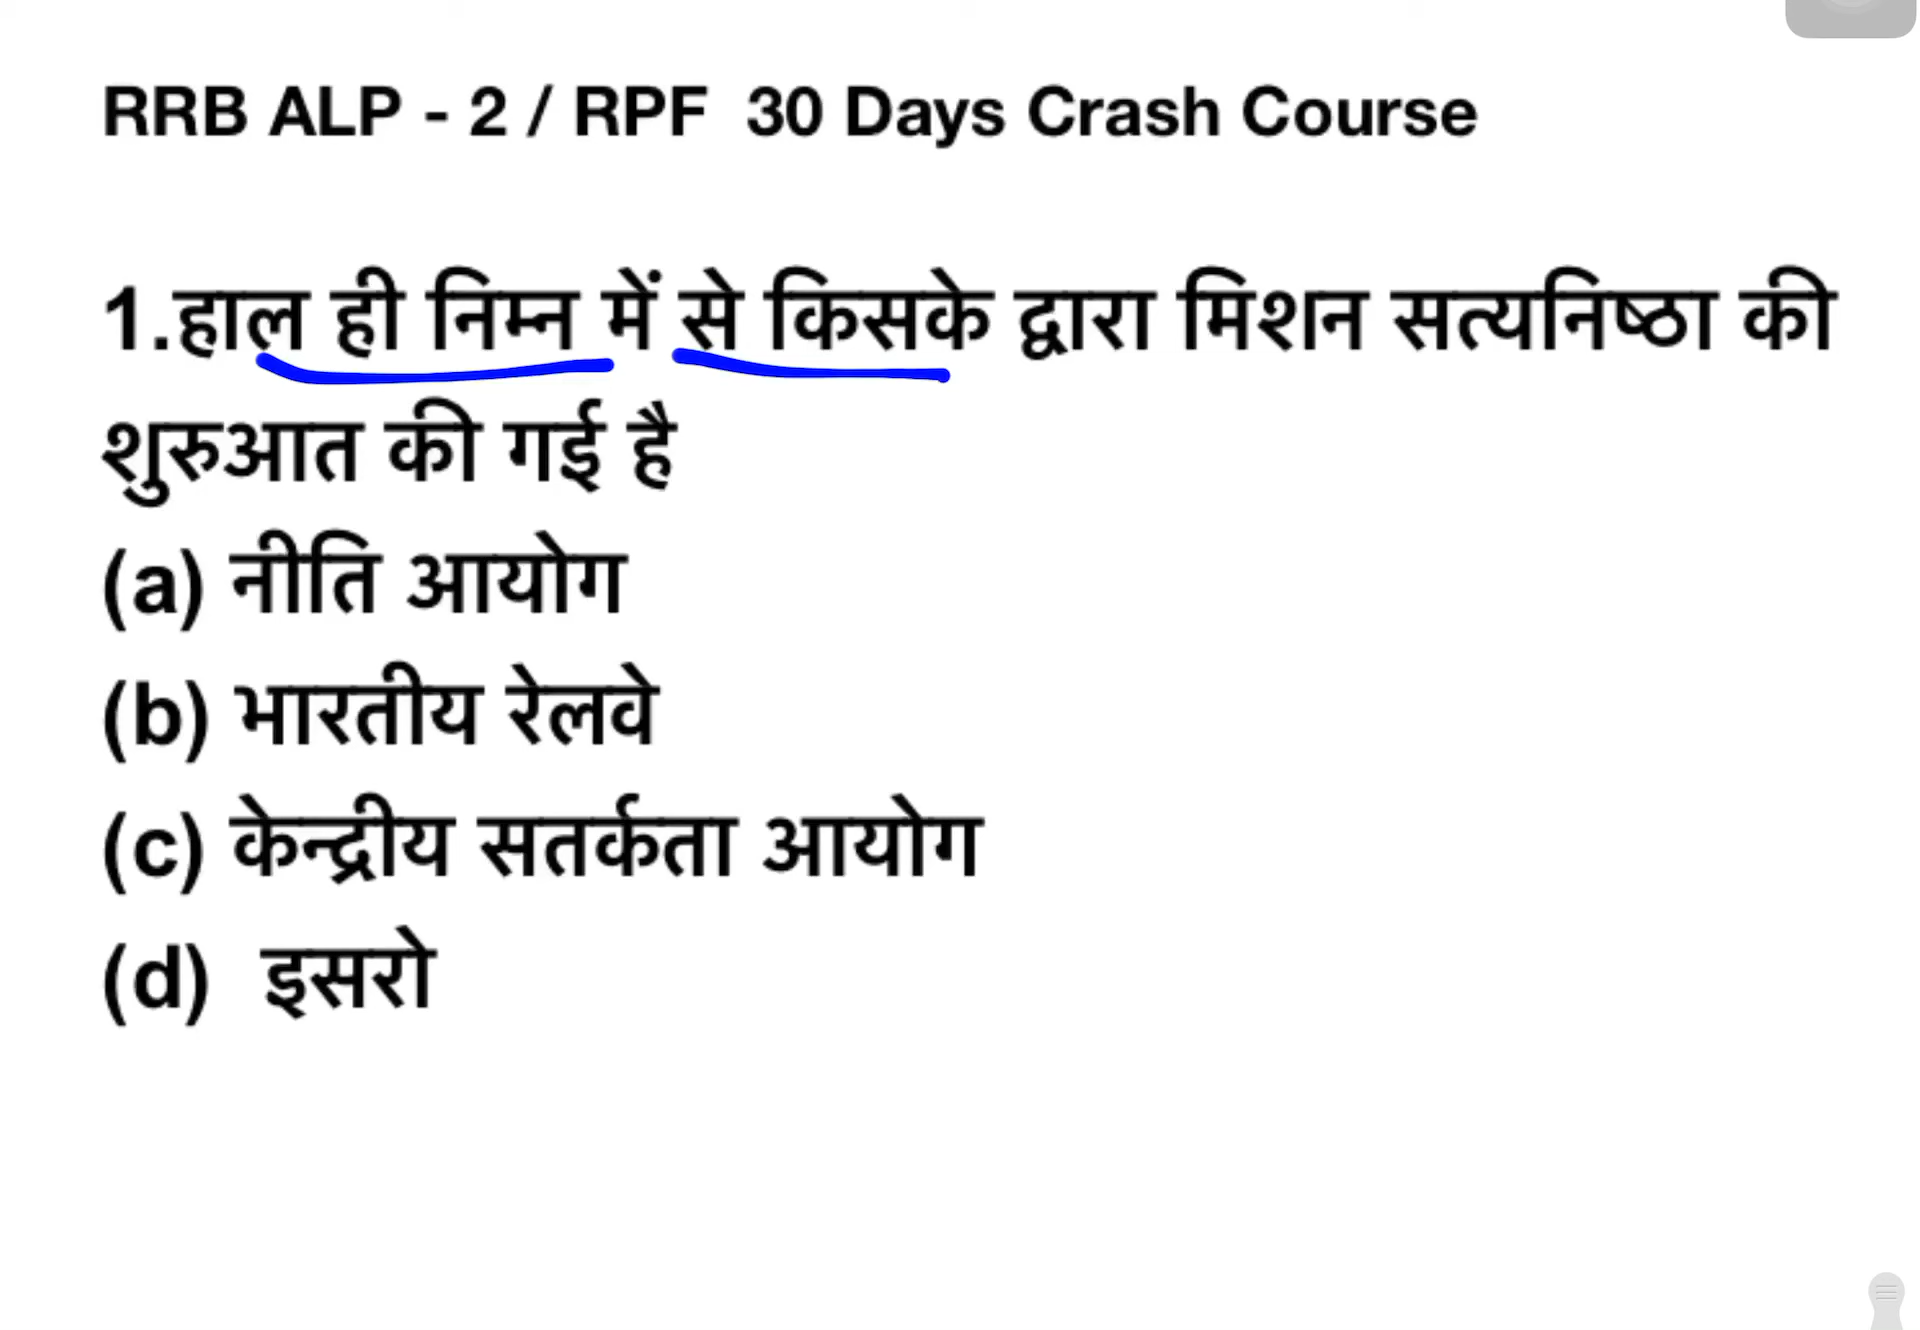 RRB ALP - 2 / RPF 30 Days Crash Course
1.हाल ही निम्न में से किसके द्वारा मिशन सत्यनिष्ठा की
शुरुआत की गई है
(a) नीति आयोग
(b) भारतीय रेलवे
(c) केन्द्रीय सतर्कता आयोग
(d) इसरो